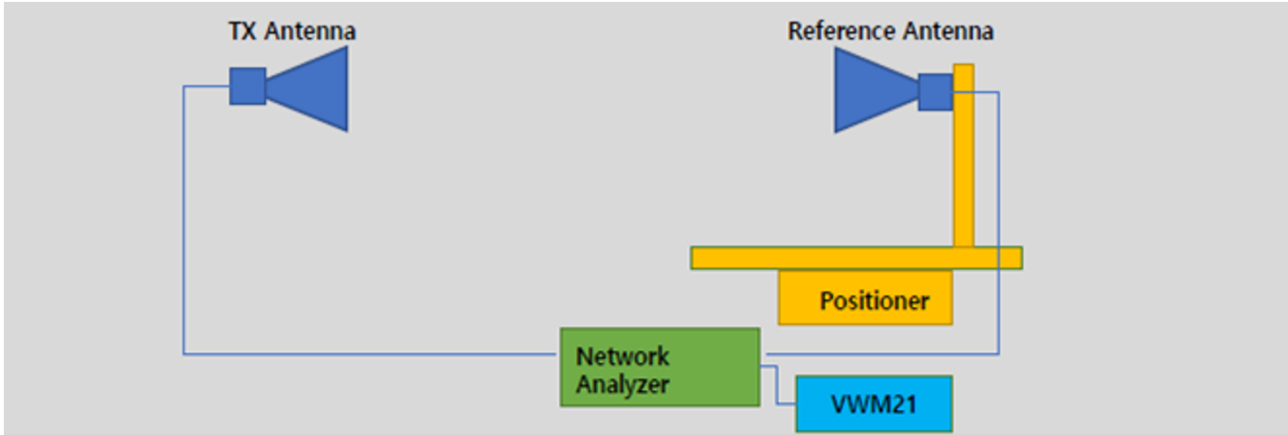 TX Antenna
Reference Antenna
Positioner
Network
Analyzer
VWM21